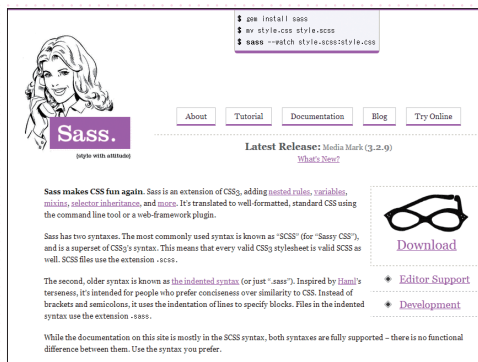 $ gem install sass
$ mv style.css style.scss
$ sass --watch style.scss:style.css
Sass.
(style with attitude)
About
Tutorial
Documentation
Blog
Try Online
Latest Release: Media Mark (3.2.9)
What's New?
Sass makes CSS fun again. Sass is an extension of CSS3, adding nested rules, variables,
mixins, selector inheritance, and more. It's translated to well-formatted, standard CSS using
the command line tool or a web-framework plugin.
Sass has two syntaxes. The most commonly used syntax is known as “SCSS” (for “Sassy CSS”),
and is a superset of CSS3's syntax. This means that every valid CSS3 stylesheet is valid SCSS as
well. SCSS files use the extension .scss.
The second, older syntax is known as the indented syntax (or just “.sass”). Inspired by Haml's
terseness, it's intended for people who prefer conciseness over similarity to CSS. Instead of
brackets and semicolons, it uses the indentation of lines to specify blocks. Files in the indented
syntax use the extension .sass.
While the documentation on this site is mostly in the SCSS syntax, both syntaxes are fully supported – there is no functional
difference between them. Use the syntax you prefer.
Download
Editor Support
Development